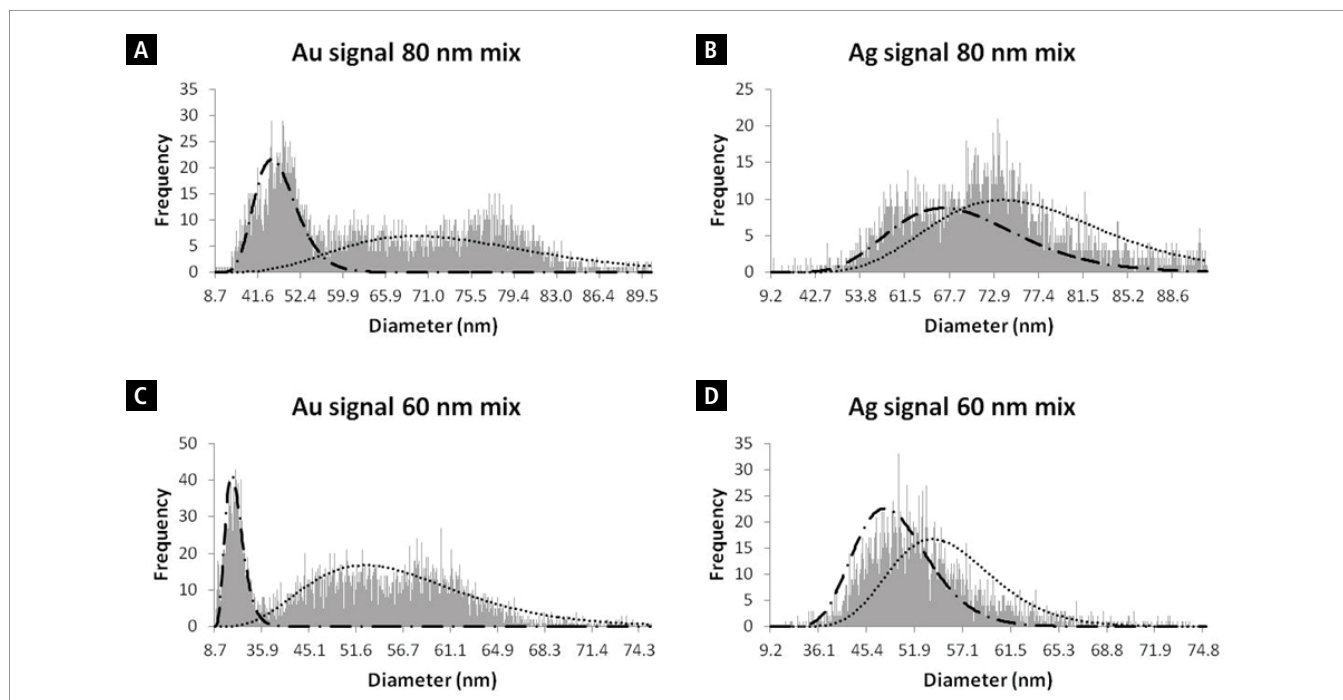 A
Au signal 80 nm mix
Frequency
35
30
25
20
15
10
5
0
8.7 41.6 52.4 59.9 65.9 71.0 75.5 79.4 83.0 86.4 89.5
Diameter (nm)
B
Ag signal 80 nm mix
Frequency
25
20
15
10
5
0
9.2 42.7 53.8 61.5 67.7 72.9 77.4 81.5 85.2 88.6
Diameter (nm)
C
Au signal 60 nm mix
Frequency
50
40
30
20
10
0
8.7 35.9 45.1 51.6 56.7 61.1 64.9 68.3 71.4 74.3
Diameter (nm)
D
Ag signal 60 nm mix
Frequency
35
30
25
20
15
10
5
0
9.2 36.1 45.4 51.9 57.1 61.5 65.3 68.8 71.9 74.8
Diameter (nm)